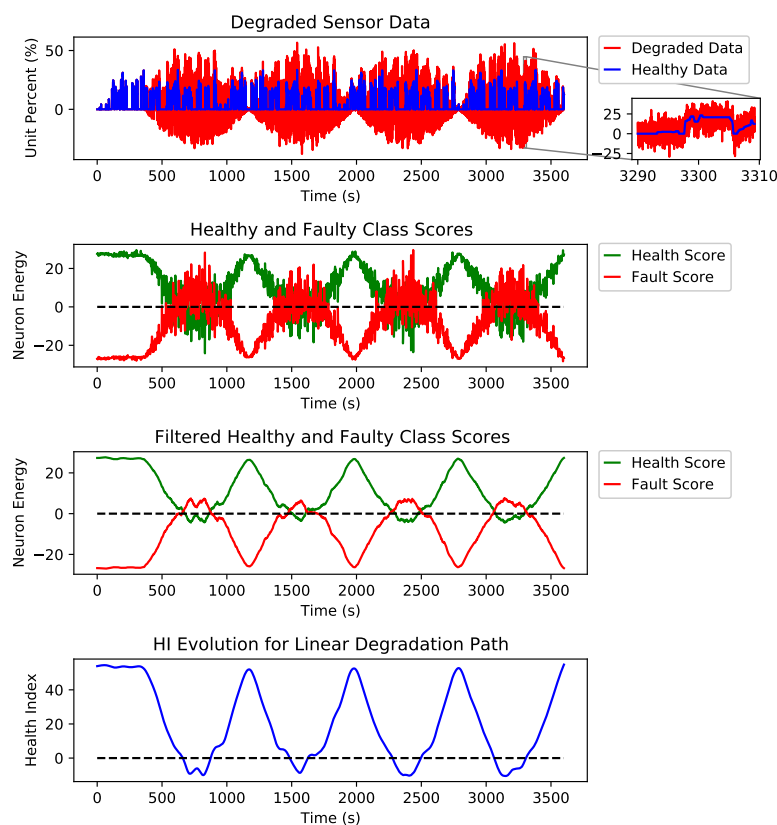 Degraded Sensor Data
Unit Percent (%)
50
0
0 500 1000 1500 2000 2500 3000 3500
Time (s)
Degraded Data
Healthy Data
25
0
−25
3290 3300 3310
Healthy and Faulty Class Scores
Neuron Energy
20
0
−20
0 500 1000 1500 2000 2500 3000 3500
Time (s)
Health Score
Fault Score
Filtered Healthy and Faulty Class Scores
Neuron Energy
20
0
−20
0 500 1000 1500 2000 2500 3000 3500
Time (s)
Health Score
Fault Score
HI Evolution for Linear Degradation Path
Health Index
40
20
0
0 500 1000 1500 2000 2500 3000 3500
Time (s)